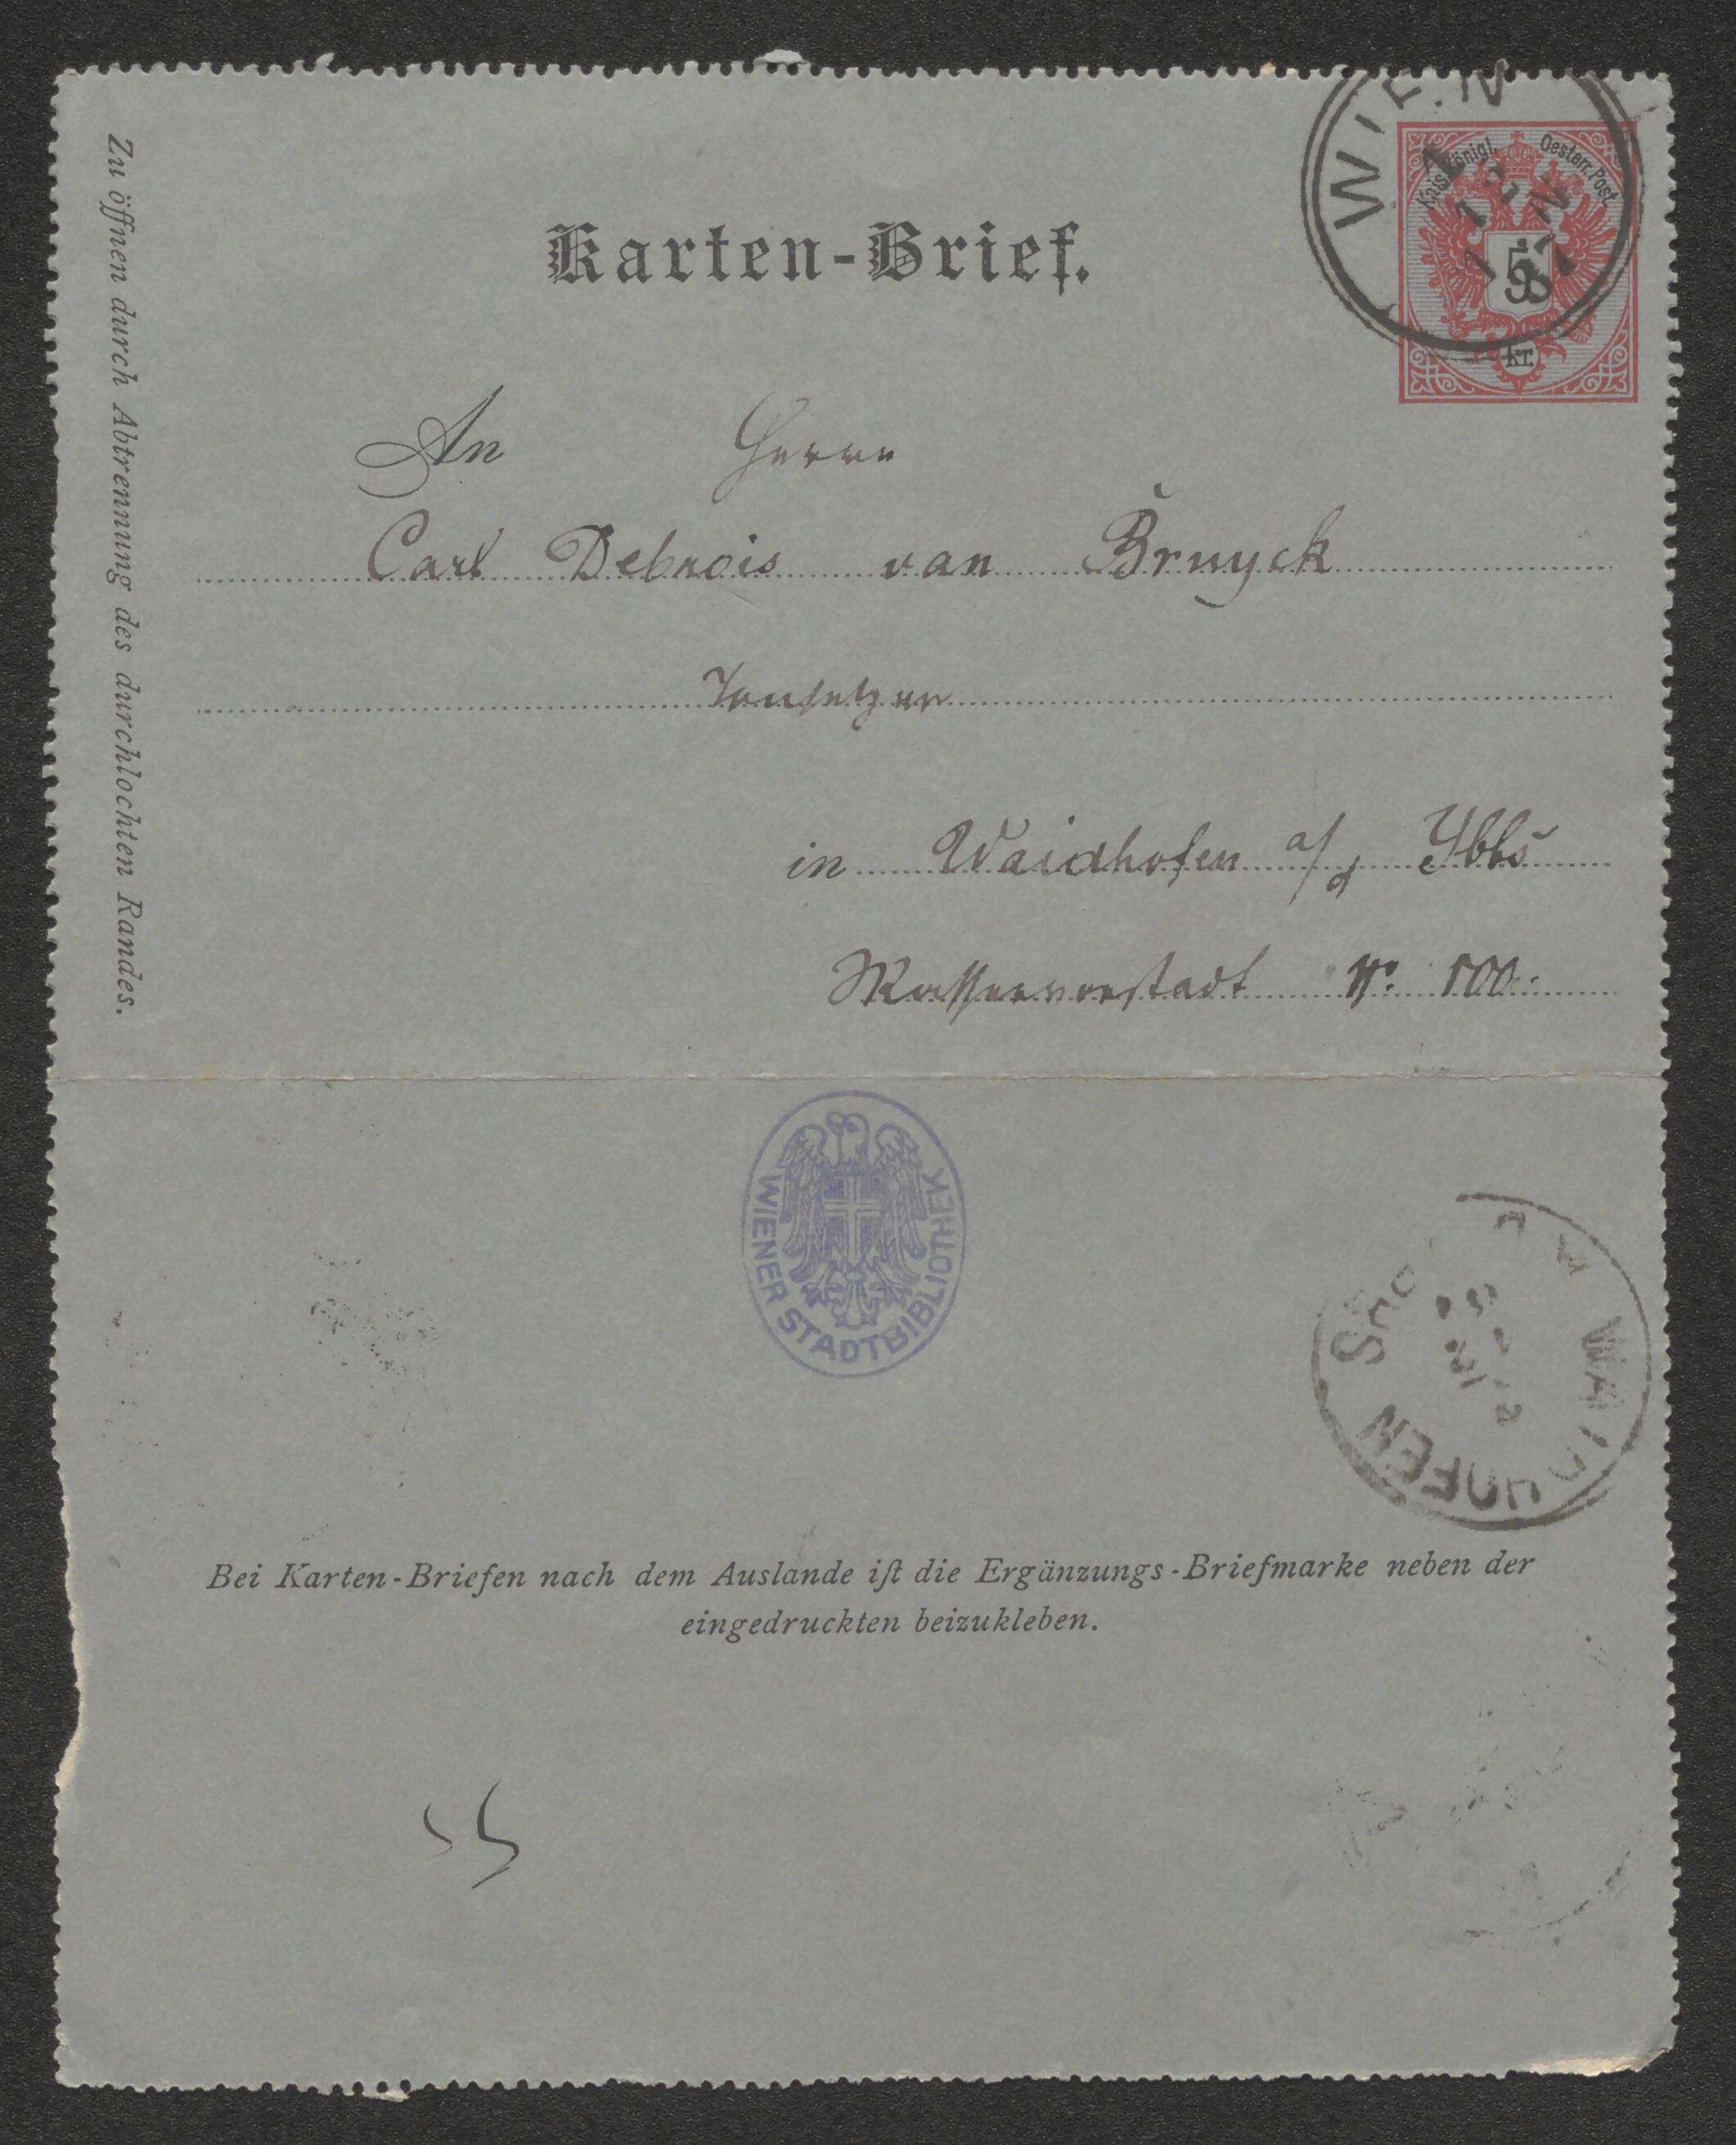 Zu öffnen durch Abtrennung des durchlochten Randes.
WIEN
Kais. Königl. Oesterr. Post.
5
kr.
Karten-Brief.
An Herrn
Carl Debrois van Bruyck
Tonsetzer
in Waidhofen a/d Ybbs
Wasservorstadt No. 100.
WIENER STADTBIBLIOTHEK
WAIDHOFEN
Bei Karten-Briefen nach dem Auslande iſt die Ergänzungs-Briefmarke neben der
eingedruckten beizukleben.